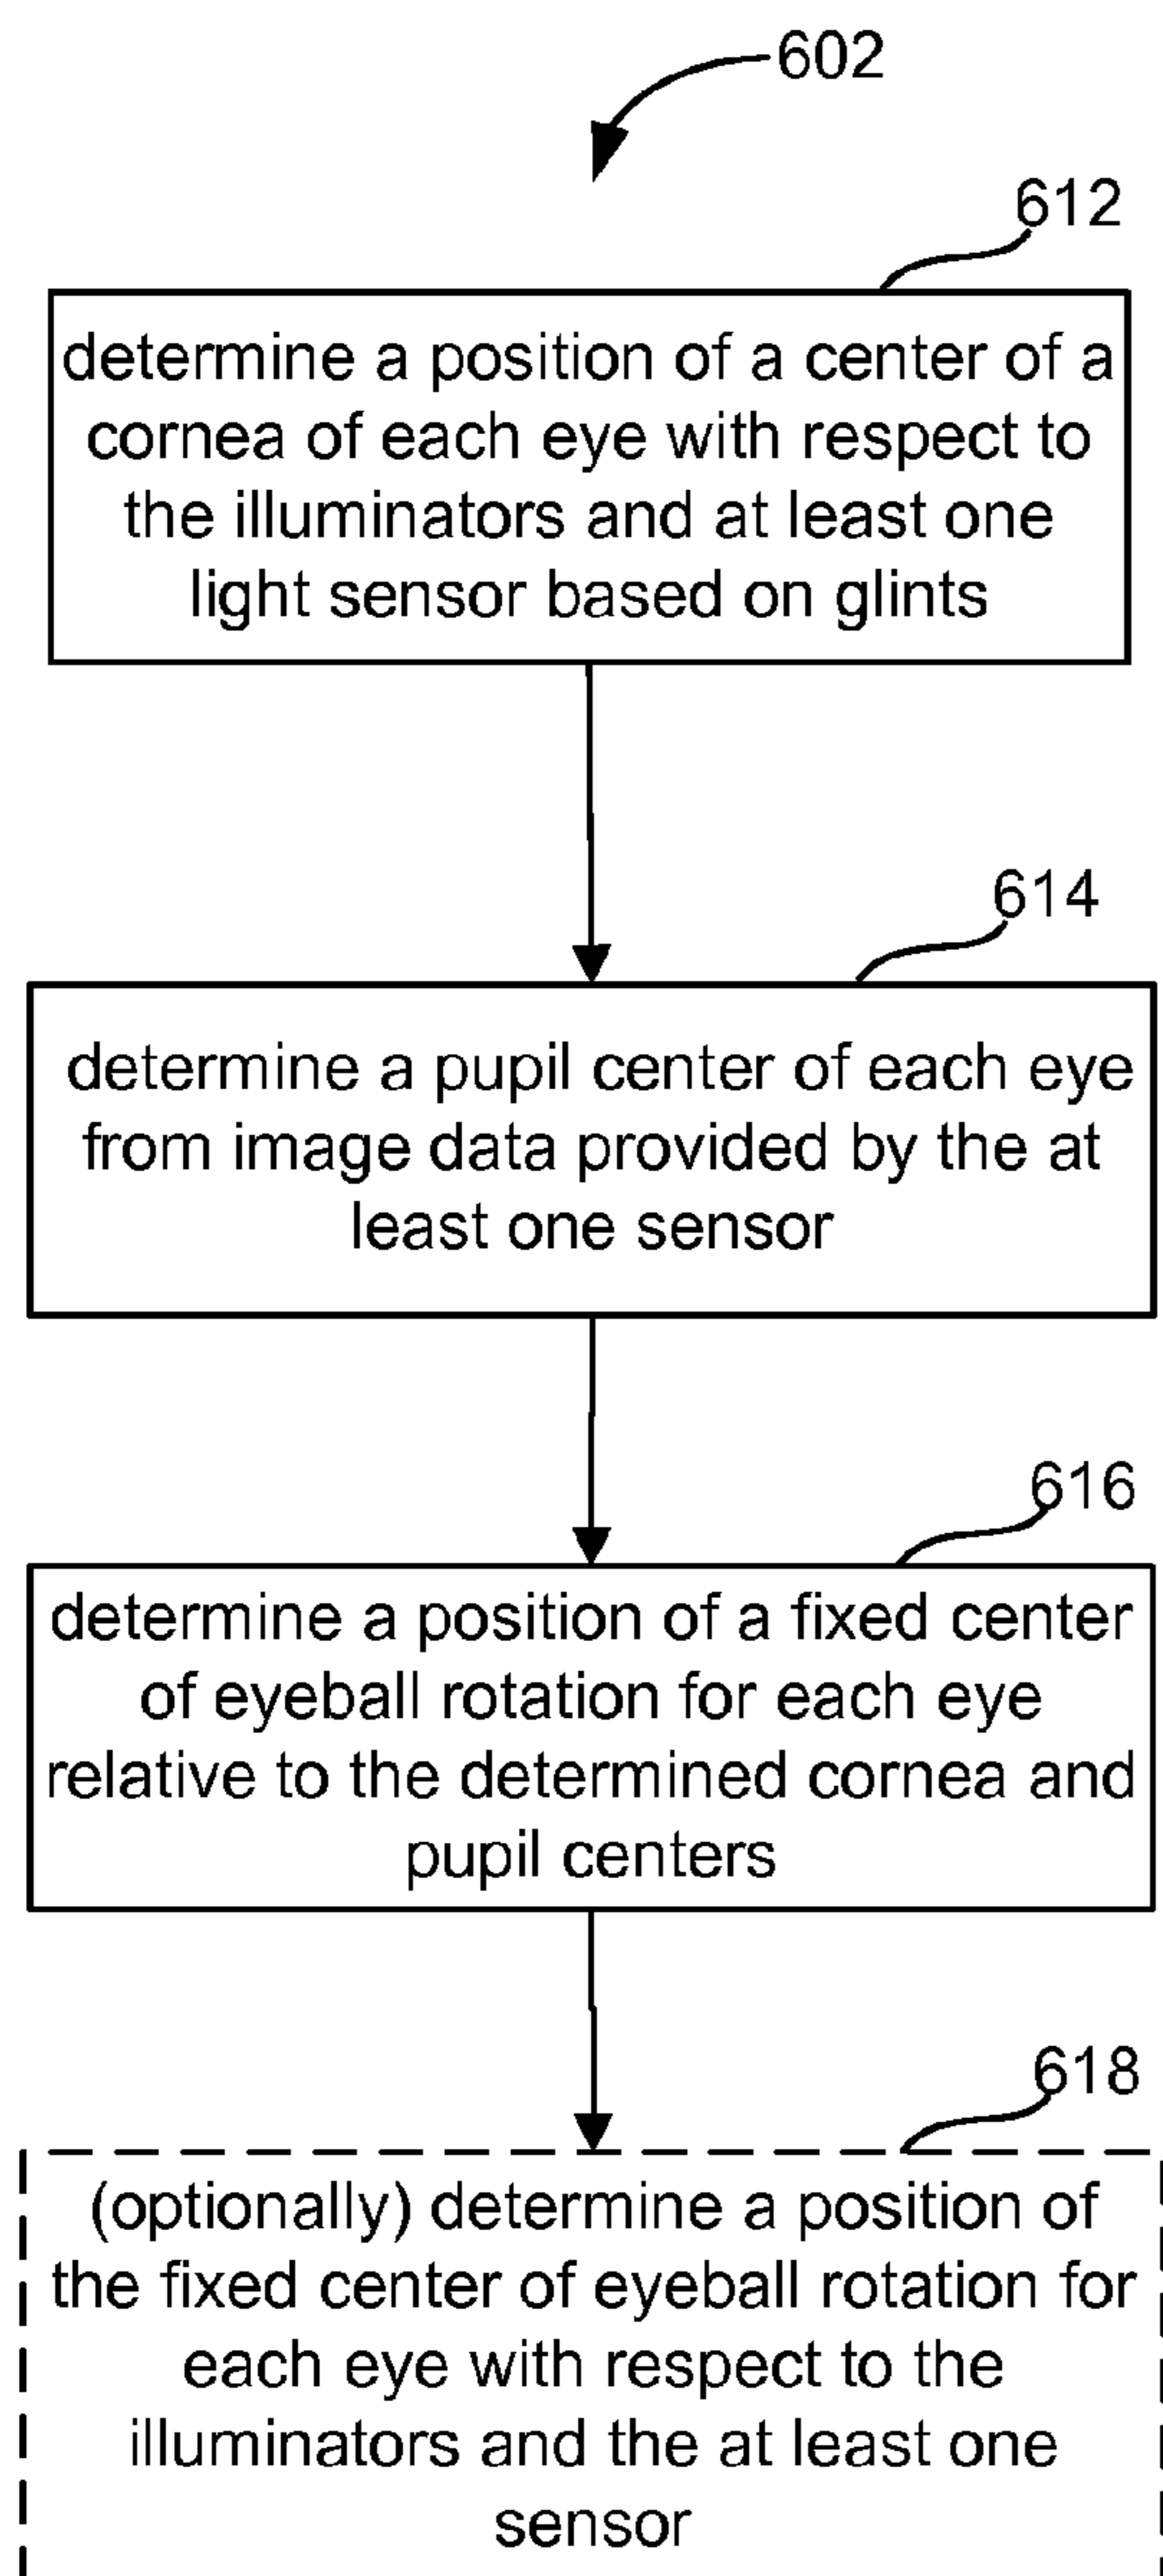 602
612
determine a position of a center of a
cornea of each eye with respect to
the illuminators and at least one
light sensor based on glints
614
determine a pupil center of each eye
from image data provided by the at
least one sensor
616
determine a position of a fixed center
of eyeball rotation for each eye
relative to the determined cornea and
pupil centers
618
(optionally) determine a position of
the fixed center of eyeball rotation for
each eye with respect to the
illuminators and the at least one
sensor